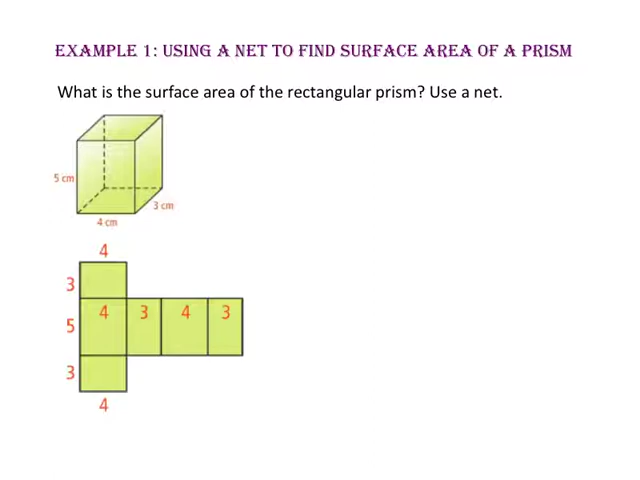 Example 1: Using a Net to Find Surface Area of a Prism
What is the surface area of the rectangular prism? Use a net.
5 cm
3 cm
4 cm
4
3
4 3 4 3
5
3
4